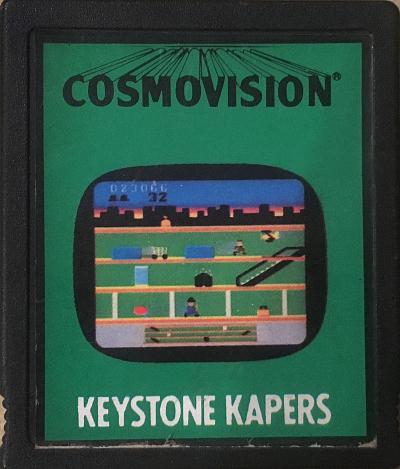 COSMOVISION®
023066
32
KEYSTONE KAPERS